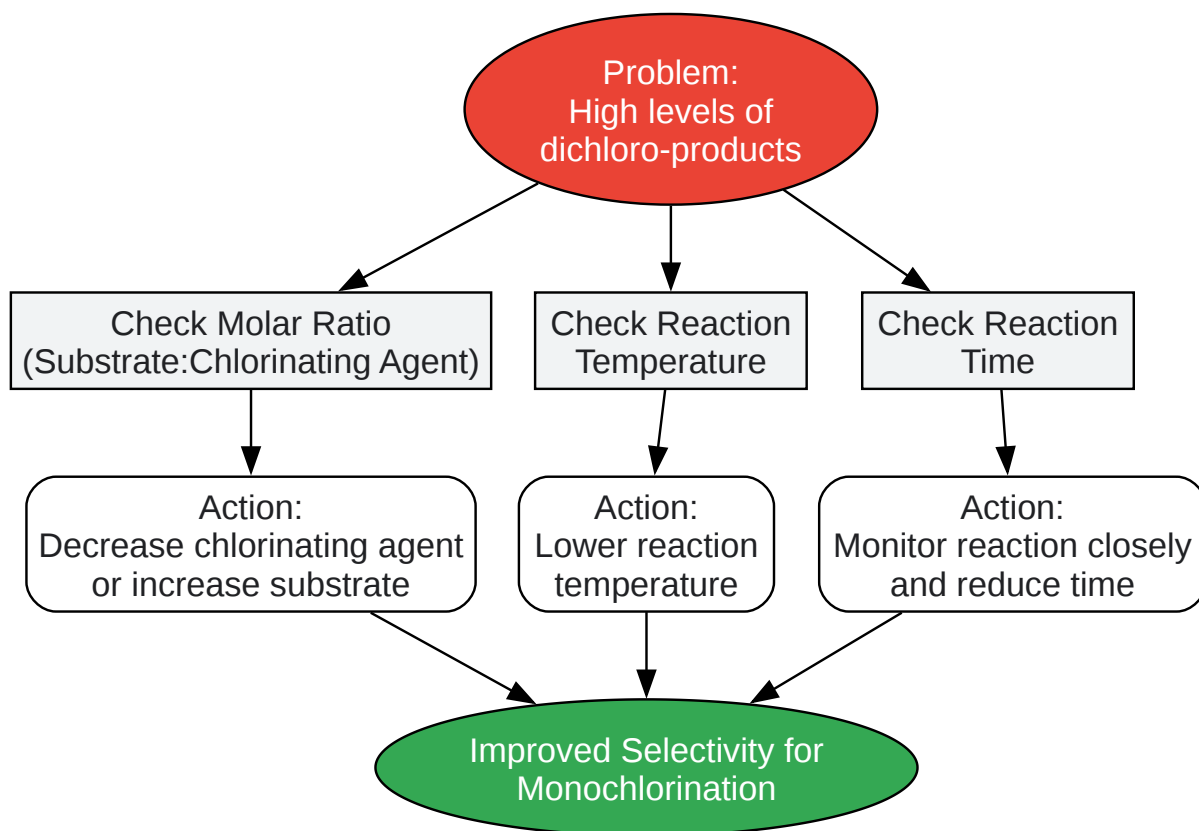 Problem:
High levels of
dichloro-products
Check Molar Ratio
(Substrate:Chlorinating Agent)
Check Reaction
Temperature
Check Reaction
Time
Action:
Decrease chlorinating agent
or increase substrate
Action:
Lower reaction
temperature
Action:
Monitor reaction closely
and reduce time
Improved Selectivity for
Monochlorination